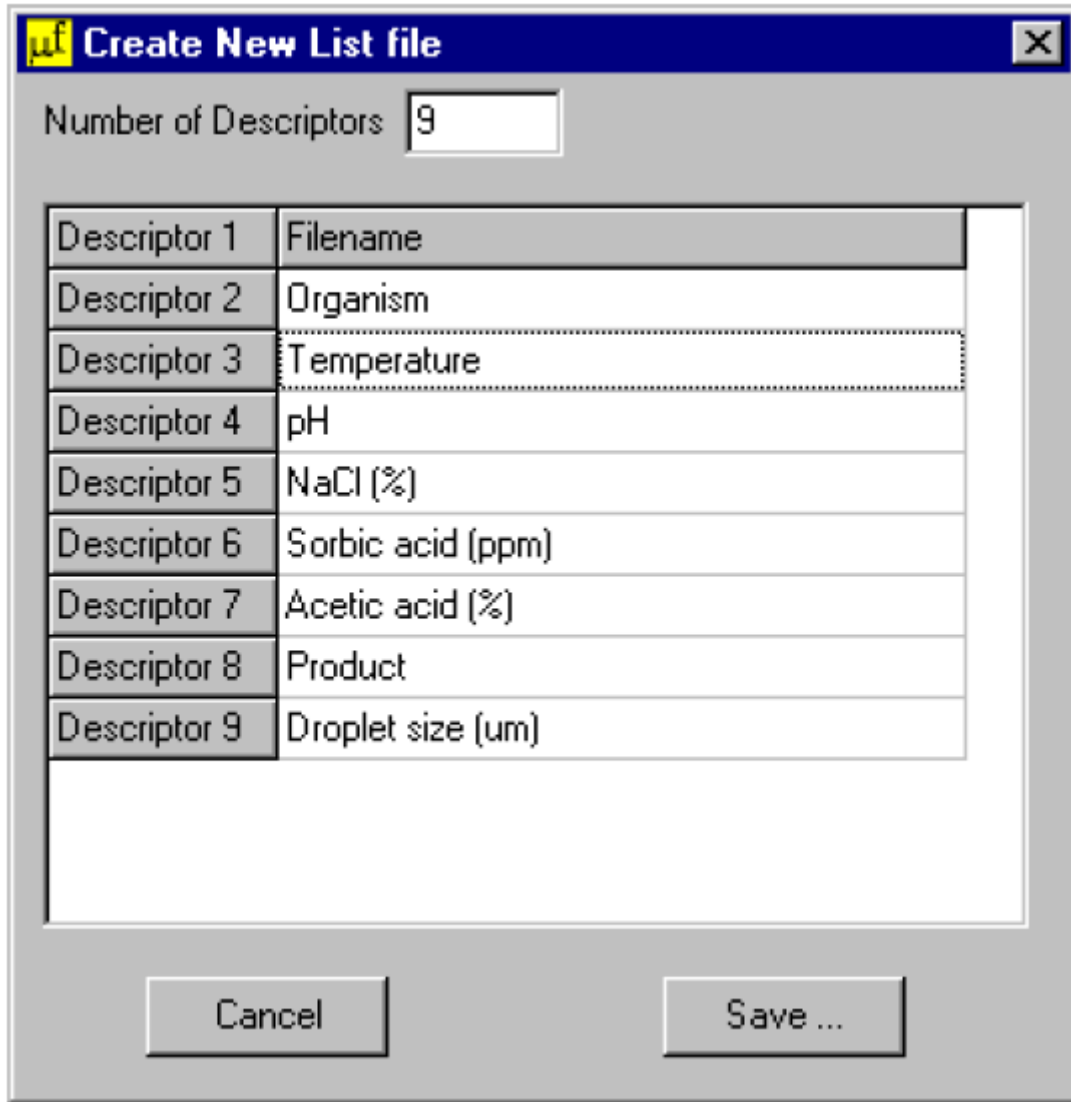 μf Create New List file
Number of Descriptors 9
Descriptor 1 Filename
Descriptor 2 Organism
Descriptor 3 Temperature
Descriptor 4 pH
Descriptor 5 NaCl (%)
Descriptor 6 Sorbic acid (ppm)
Descriptor 7 Acetic acid (%)
Descriptor 8 Product
Descriptor 9 Droplet size (um)
Cancel Save ...